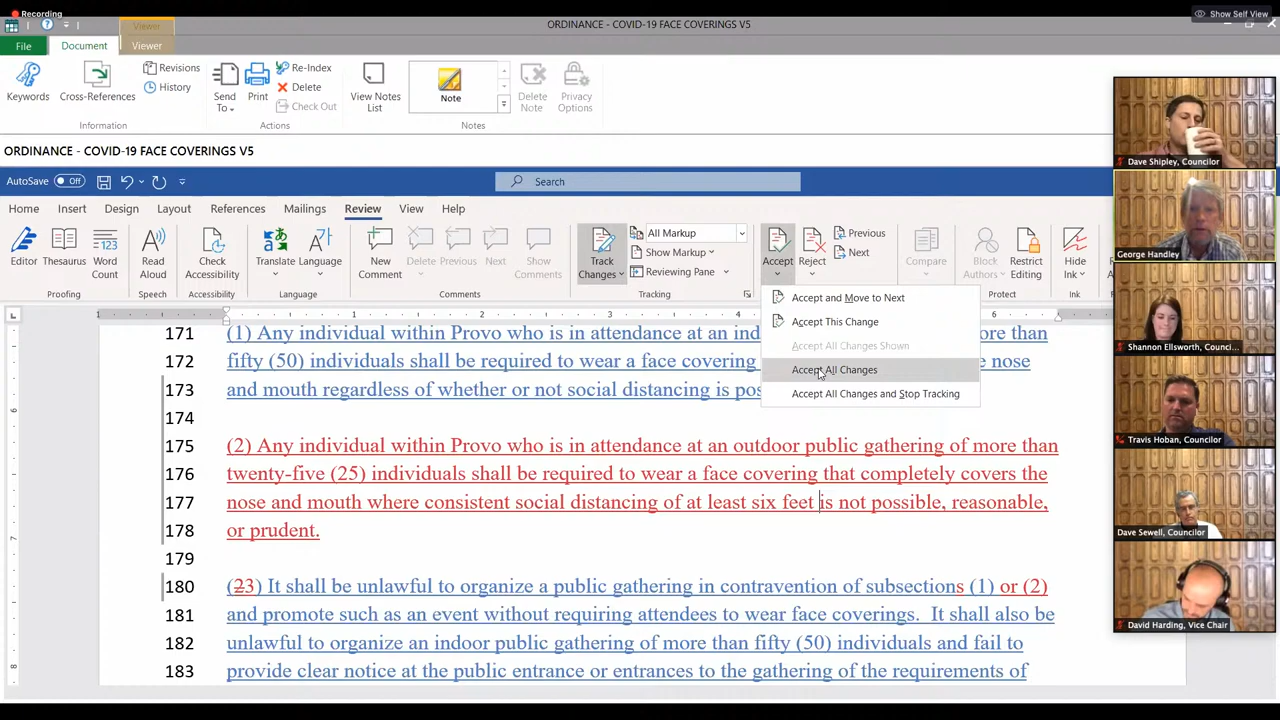 Recording
Show Self View
ORDINANCE - COVID-19 FACE COVERINGS V5
Viewer
File
Document
Viewer
Keywords
Cross-References
Revisions
History
Information
Send To
Print
Re-Index
Delete
Check Out
Actions
View Notes List
Note
Delete Note
Privacy Options
Notes
ORDINANCE - COVID-19 FACE COVERINGS V5
AutoSave Off
Search
Home Insert Design Layout References Mailings Review View Help
Editor
Thesaurus
Word Count
Proofing
Read Aloud
Speech
Check Accessibility
Accessibility
Translate
Language
Language
New Comment
Delete
Previous
Next
Show Comments
Comments
Track Changes
All Markup
Show Markup
Reviewing Pane
Tracking
Accept
Reject
Previous
Next
Compare
Block Authors
Restrict Editing
Protect
Hide Ink
Ink
Accept and Move to Next
Accept This Change
Accept All Changes Shown
Accept All Changes
Accept All Changes and Stop Tracking
1 2 3 4
171 (1) Any individual within Provo who is in attendance at an ind more than
172 fifty (50) individuals shall be required to wear a face covering e nose
173 and mouth regardless of whether or not social distancing is pos
174
175 (2) Any individual within Provo who is in attendance at an outdoor public gathering of more than
176 twenty-five (25) individuals shall be required to wear a face covering that completely covers the
177 nose and mouth where consistent social distancing of at least six feet is not possible, reasonable,
178 or prudent.
179
180 (23) It shall be unlawful to organize a public gathering in contravention of subsections (1) or (2)
181 and promote such as an event without requiring attendees to wear face coverings. It shall also be
182 unlawful to organize an indoor public gathering of more than fifty (50) individuals and fail to
183 provide clear notice at the public entrance or entrances to the gathering of the requirements of
6
7
8
Dave Shipley, Councilor
George Handley
Shannon Ellsworth, Counci...
Travis Hoban, Councilor
Dave Sewell, Councilor
David Harding, Vice Chair